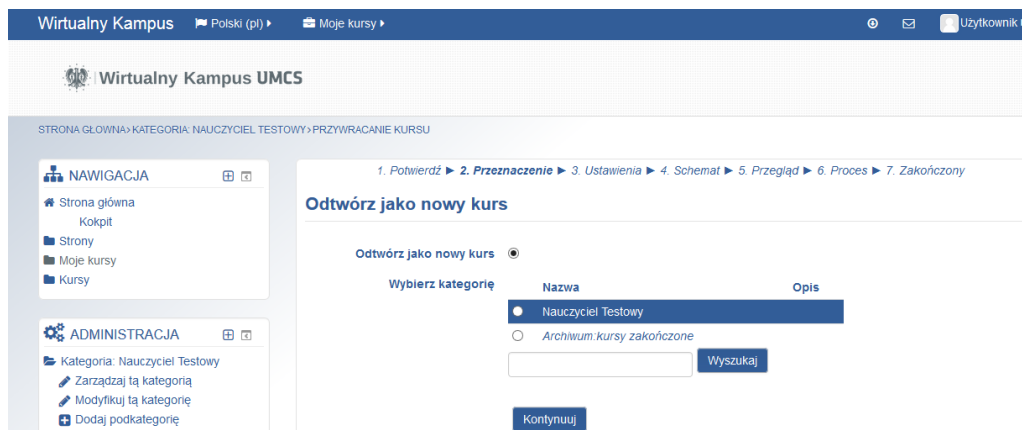 Wirtualny Kampus Polski (pl) Moje kursy Użytkownik
Wirtualny Kampus UMCS
STRONA GŁOWNA › KATEGORIA: NAUCZYCIEL TESTOWY › PRZYWRACANIE KURSU
NAWIGACJA
Strona główna
Kokpit
Strony
Moje kursy
Kursy
ADMINISTRACJA
Kategoria: Nauczyciel Testowy
Zarządzaj tą kategorią
Modyfikuj tą kategorię
Dodaj podkategorię
1. Potwierdź ► 2. Przeznaczenie ► 3. Ustawienia ► 4. Schemat ► 5. Przegląd ► 6. Proces ► 7. Zakończony
Odtwórz jako nowy kurs
Odtwórz jako nowy kurs
Wybierz kategorię
Nazwa Opis
Nauczyciel Testowy
Archiwum:kursy zakończone
Wyszukaj
Kontynuuj